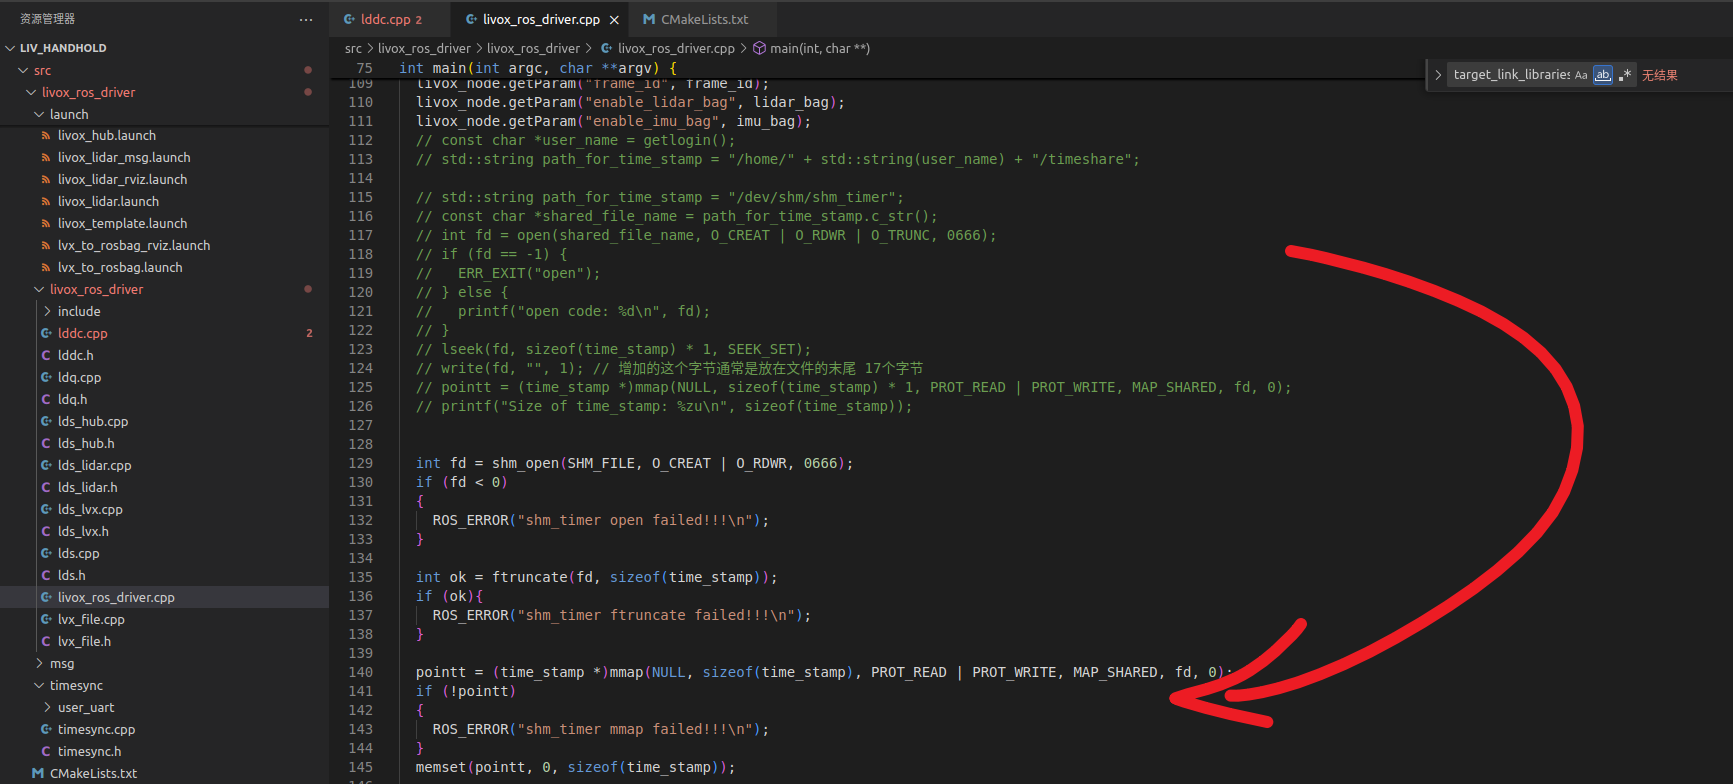 资源管理器
LIV_HANDHOLD
src
livox_ros_driver
launch
livox_hub.launch
livox_lidar_msg.launch
livox_lidar_rviz.launch
livox_lidar.launch
livox_template.launch
lvx_to_rosbag_rviz.launch
lvx_to_rosbag.launch
livox_ros_driver
include
lddc.cpp 2
lddc.h
ldq.cpp
ldq.h
lds_hub.cpp
lds_hub.h
lds_lidar.cpp
lds_lidar.h
lds_lvx.cpp
lds_lvx.h
lds.cpp
lds.h
livox_ros_driver.cpp
lvx_file.cpp
lvx_file.h
msg
timesync
user_uart
timesync.cpp
timesync.h
CMakeLists.txt
lddc.cpp 2 livox_ros_driver.cpp CMakeLists.txt
src > livox_ros_driver > livox_ros_driver > livox_ros_driver.cpp > main(int, char **)
target_link_libraries Aa ab .* 无结果
75 int main(int argc, char **argv) {
109 livox_node.getParam("frame_id", frame_id);
110 livox_node.getParam("enable_lidar_bag", lidar_bag);
111 livox_node.getParam("enable_imu_bag", imu_bag);
112 // const char *user_name = getlogin();
113 // std::string path_for_time_stamp = "/home/" + std::string(user_name) + "/timeshare";
114
115 // std::string path_for_time_stamp = "/dev/shm/shm_timer";
116 // const char *shared_file_name = path_for_time_stamp.c_str();
117 // int fd = open(shared_file_name, O_CREAT | O_RDWR | O_TRUNC, 0666);
118 // if (fd == -1) {
119 //   ERR_EXIT("open");
120 // } else {
121 //   printf("open code: %d\n", fd);
122 // }
123 // lseek(fd, sizeof(time_stamp) * 1, SEEK_SET);
124 // write(fd, "", 1); // 增加的这个字节通常是放在文件的末尾 17个字节
125 // pointt = (time_stamp *)mmap(NULL, sizeof(time_stamp) * 1, PROT_READ | PROT_WRITE, MAP_SHARED, fd, 0);
126 // printf("Size of time_stamp: %zu\n", sizeof(time_stamp));
127
128
129 int fd = shm_open(SHM_FILE, O_CREAT | O_RDWR, 0666);
130 if (fd < 0)
131 {
132 ROS_ERROR("shm_timer open failed!!!\n");
133 }
134
135 int ok = ftruncate(fd, sizeof(time_stamp));
136 if (ok){
137 ROS_ERROR("shm_timer ftruncate failed!!!\n");
138 }
139
140 pointt = (time_stamp *)mmap(NULL, sizeof(time_stamp), PROT_READ | PROT_WRITE, MAP_SHARED, fd, 0);
141 if (!pointt)
142 {
143 ROS_ERROR("shm_timer mmap failed!!!\n");
144 }
145 memset(pointt, 0, sizeof(time_stamp));